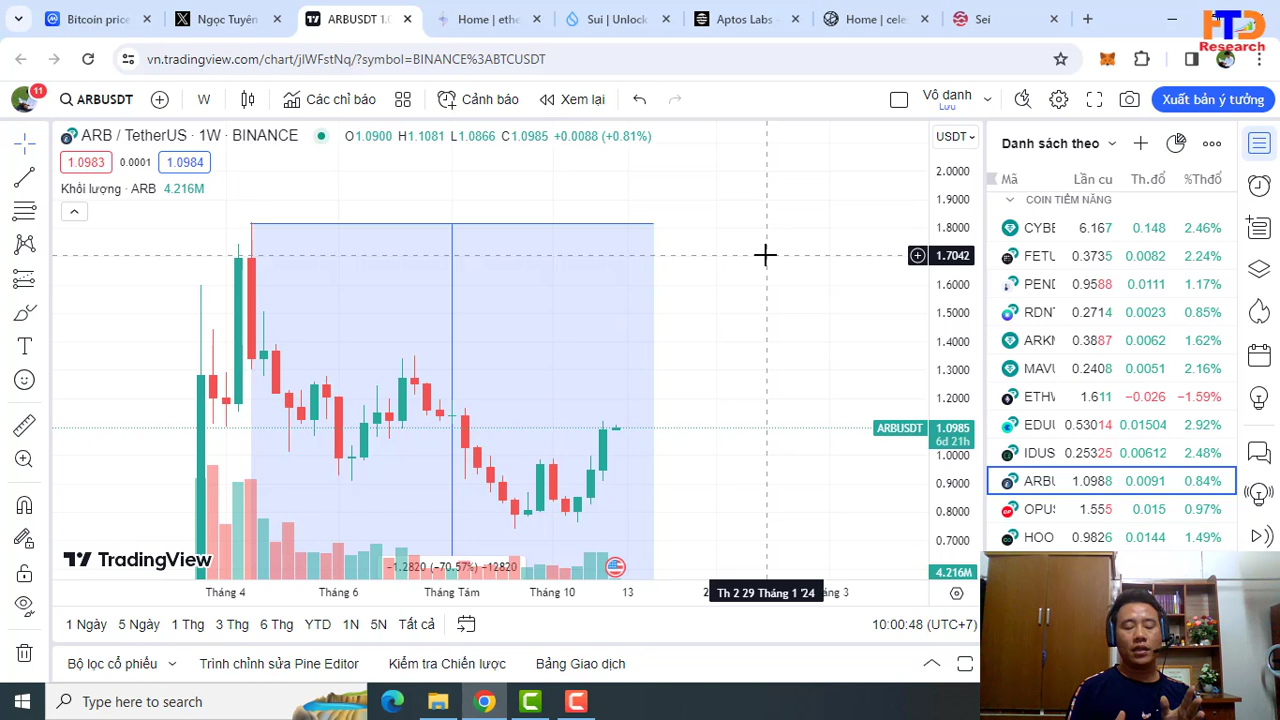 Bitcoin price
Ngọc Tuyên
ARBUSDT 1.0
Home | ethe
Sui | Unlock
Aptos Labs
Home | celes
Sei
HTD
Research
vn.tradingview.com/chart/jIWFstNq/?symbol=BINANCE%3ABTCUSDT
11
ARBUSDT
W
Các chỉ báo
Cảnh báo
Xem lại
Vô danh
Lưu
Xuất bản ý tưởng
ARB / TetherUS · 1W · BINANCE
O1.0900 H1.1081 L1.0866 C1.0985 +0.0088 (+0.81%)
USDT
1.0983 0.0001 1.0984
Khối lượng · ARB 4.216M
2.0000
1.9000
1.8000
1.7042
1.6000
1.5000
1.4000
1.3000
1.2000
ARBUSDT 1.0985
6d 21h
1.0000
0.9000
0.8000
0.7000
4.216M
TradingView
−1.2820 (−70.57%) −12820
Tháng 4 Tháng 6 Tháng Tám Tháng 10 13
Th 2 29 Tháng 1 '24
1 Ngày 5 Ngày 1 Thg 3 Thg 6 Thg YTD 1N 5N Tất cả
10:00:48 (UTC+7)
Bộ lọc cổ phiếu Trình chỉnh sửa Pine Editor Kiểm tra Chiến lược Bảng Giao dịch
Danh sách theo
Mã Lần cu Th.đổ %Thđổ
COIN TIỀM NĂNG
CYBE 6.167 0.148 2.46%
FETU 0.3735 0.0082 2.24%
PEND 0.9588 0.0111 1.17%
RDNT 0.2714 0.0023 0.85%
ARKM 0.3887 0.0062 1.62%
MAVU 0.2408 0.0051 2.16%
ETHW 1.611 −0.026 −1.59%
EDUU 0.53014 0.01504 2.92%
IDUS 0.25325 0.00612 2.48%
ARBU 1.0988 0.0091 0.84%
OPUS 1.555 0.015 0.97%
HOO 0.9826 0.0144 1.49%
Type here to search